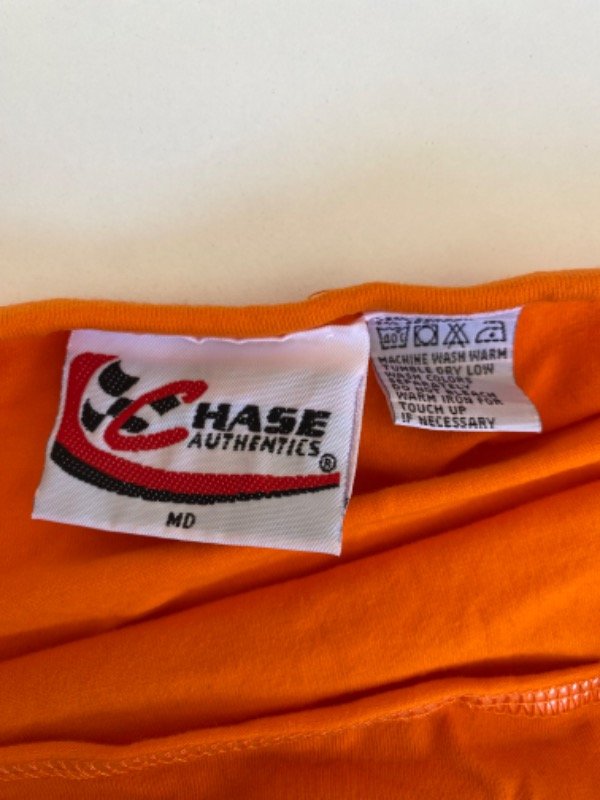 CHASE
AUTHENTICS®
MD
MACHINE WASH WARM
TUMBLE DRY LOW
WASH COLORS
WARM IRON FOR
TOUCH UP
IF NECESSARY